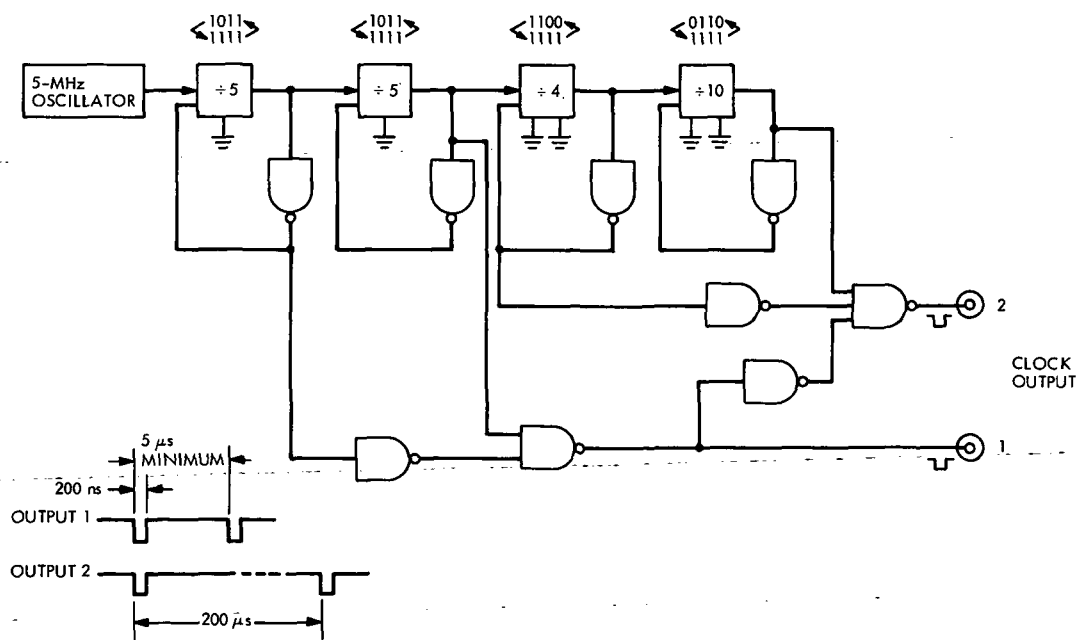 1011
1111
1011
1111
1100
1111
0110
1111
5-MHz
OSCILLATOR
÷5
÷5
÷4
÷10
2
CLOCK
OUTPUT
1
5 μs
MINIMUM
200 ns
OUTPUT 1
OUTPUT 2
200 μs